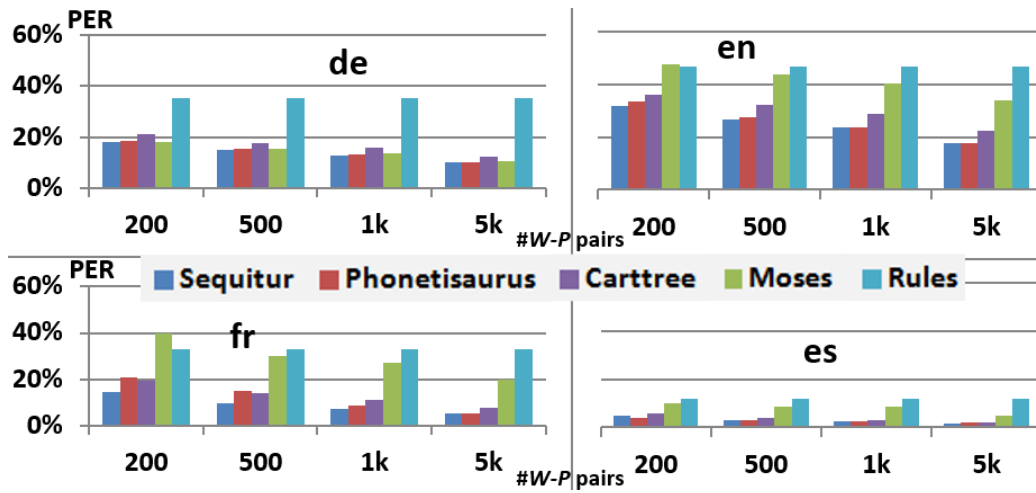 PER
60%
de
en
40%
20%
0%
200 500 1k 5k
200 500 1k 5k
#W-P pairs
PER
Sequitur Phonetisaurus Carttree Moses Rules
60%
40%
fr
es
20%
0%
200 500 1k 5k
200 500 1k 5k
#W-P pairs